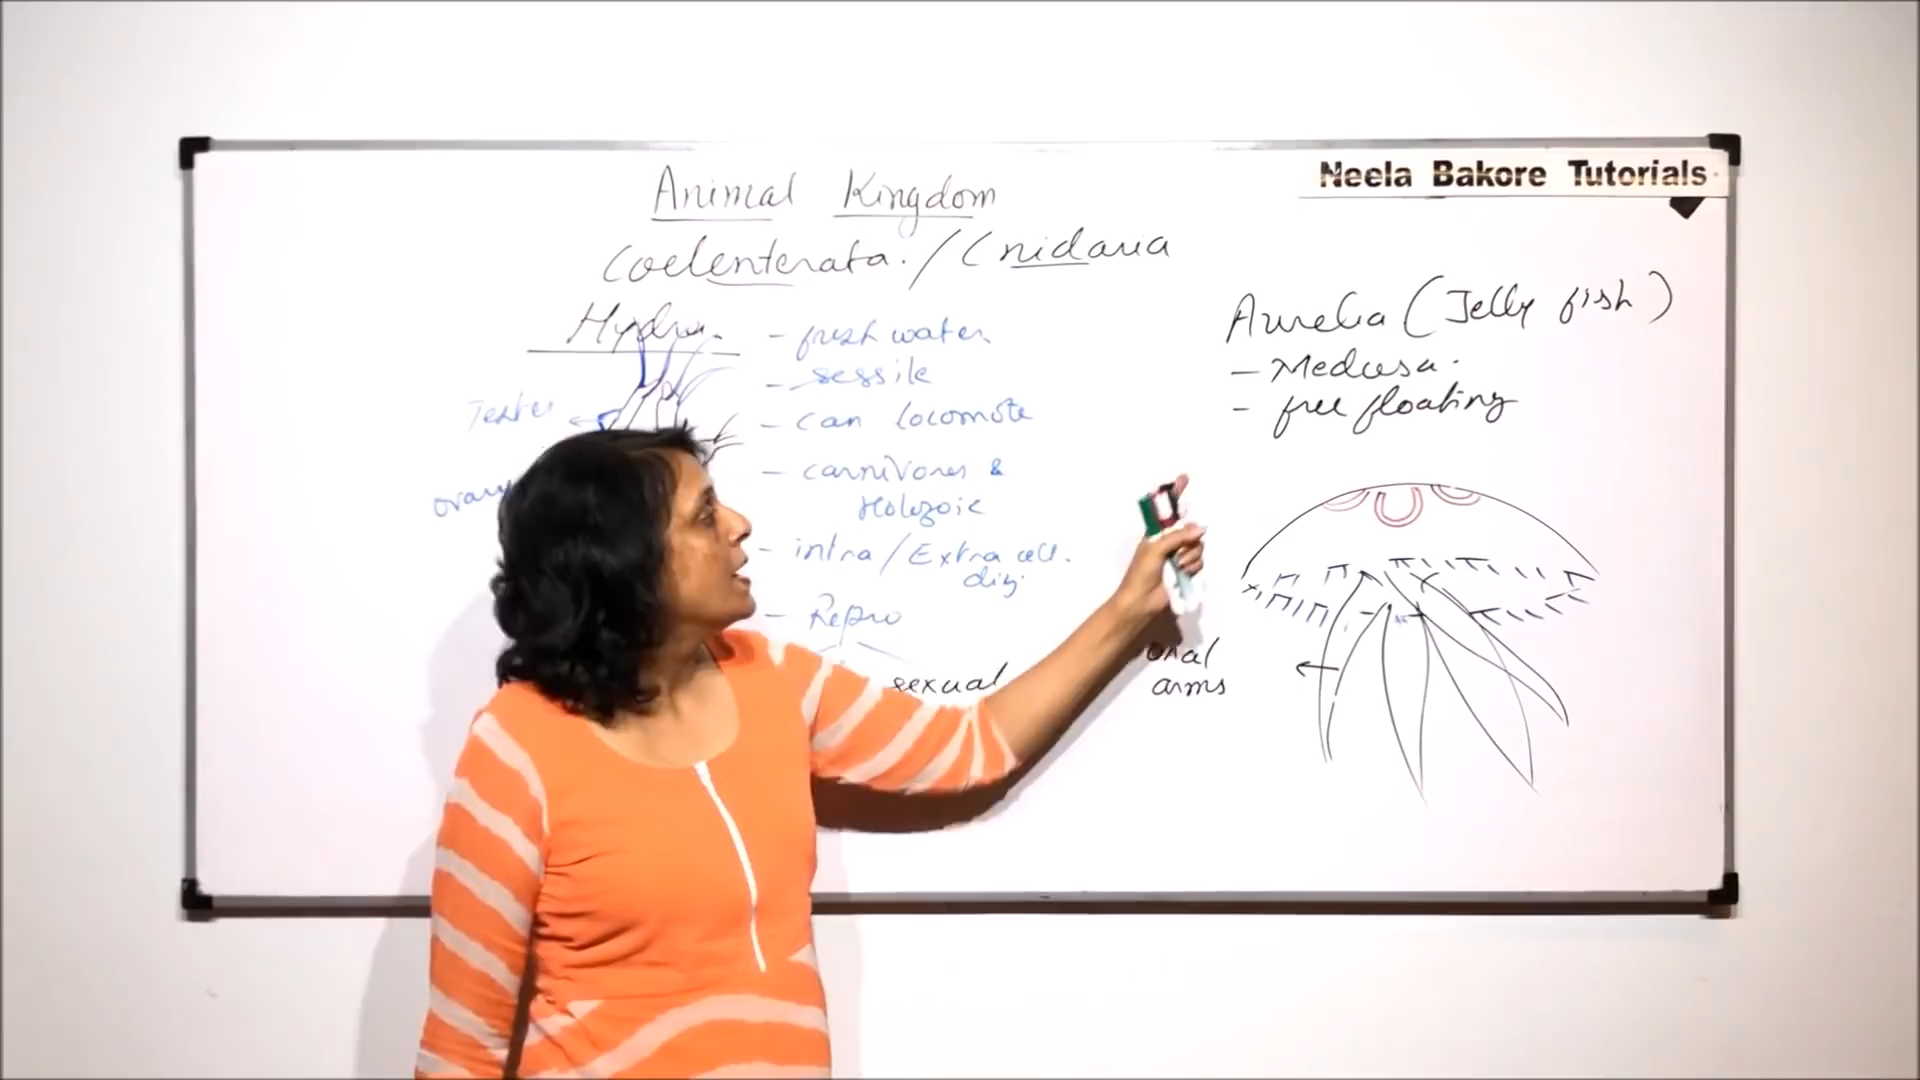 Neela Bakore Tutorials
Animal Kingdom
Coelenterata. / Cnidaria
Hydra.
- fresh water.
- sessile
- can locomote
- carnivores &
Holozoic
- intra / Extra cell.
dig.
- Repro
sexual
Testes
ovary
Aurelia (Jelly fish)
- Medusa.
- free floating
oral
arms